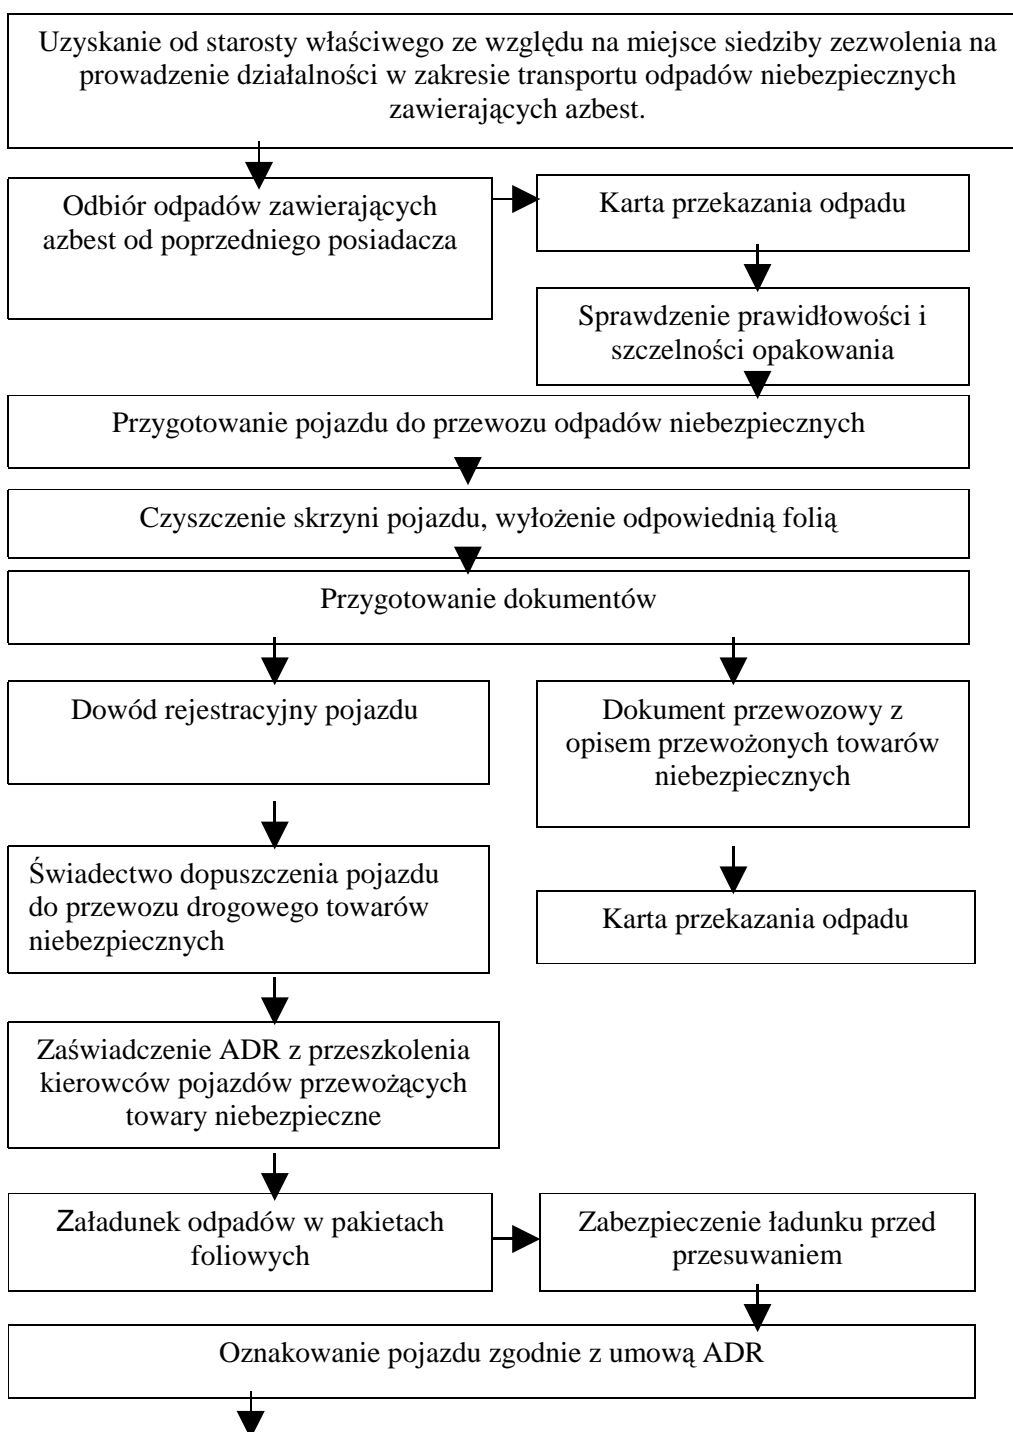 Uzyskanie od starosty właściwego ze względu na miejsce siedziby zezwolenia na
prowadzenie działalności w zakresie transportu odpadów niebezpiecznych
zawierających azbest.
Odbiór odpadów zawierających
azbest od poprzedniego posiadacza
Karta przekazania odpadu
Sprawdzenie prawidłowości i
szczelności opakowania
Przygotowanie pojazdu do przewozu odpadów niebezpiecznych
Czyszczenie skrzyni pojazdu, wyłożenie odpowiednią folią
Przygotowanie dokumentów
Dowód rejestracyjny pojazdu
Dokument przewozowy z
opisem przewożonych towarów
niebezpiecznych
Świadectwo dopuszczenia pojazdu
do przewozu drogowego towarów
niebezpiecznych
Karta przekazania odpadu
Zaświadczenie ADR z przeszkolenia
kierowców pojazdów przewożących
towary niebezpieczne
Załadunek odpadów w pakietach
foliowych
Zabezpieczenie ładunku przed
przesuwaniem
Oznakowanie pojazdu zgodnie z umową ADR